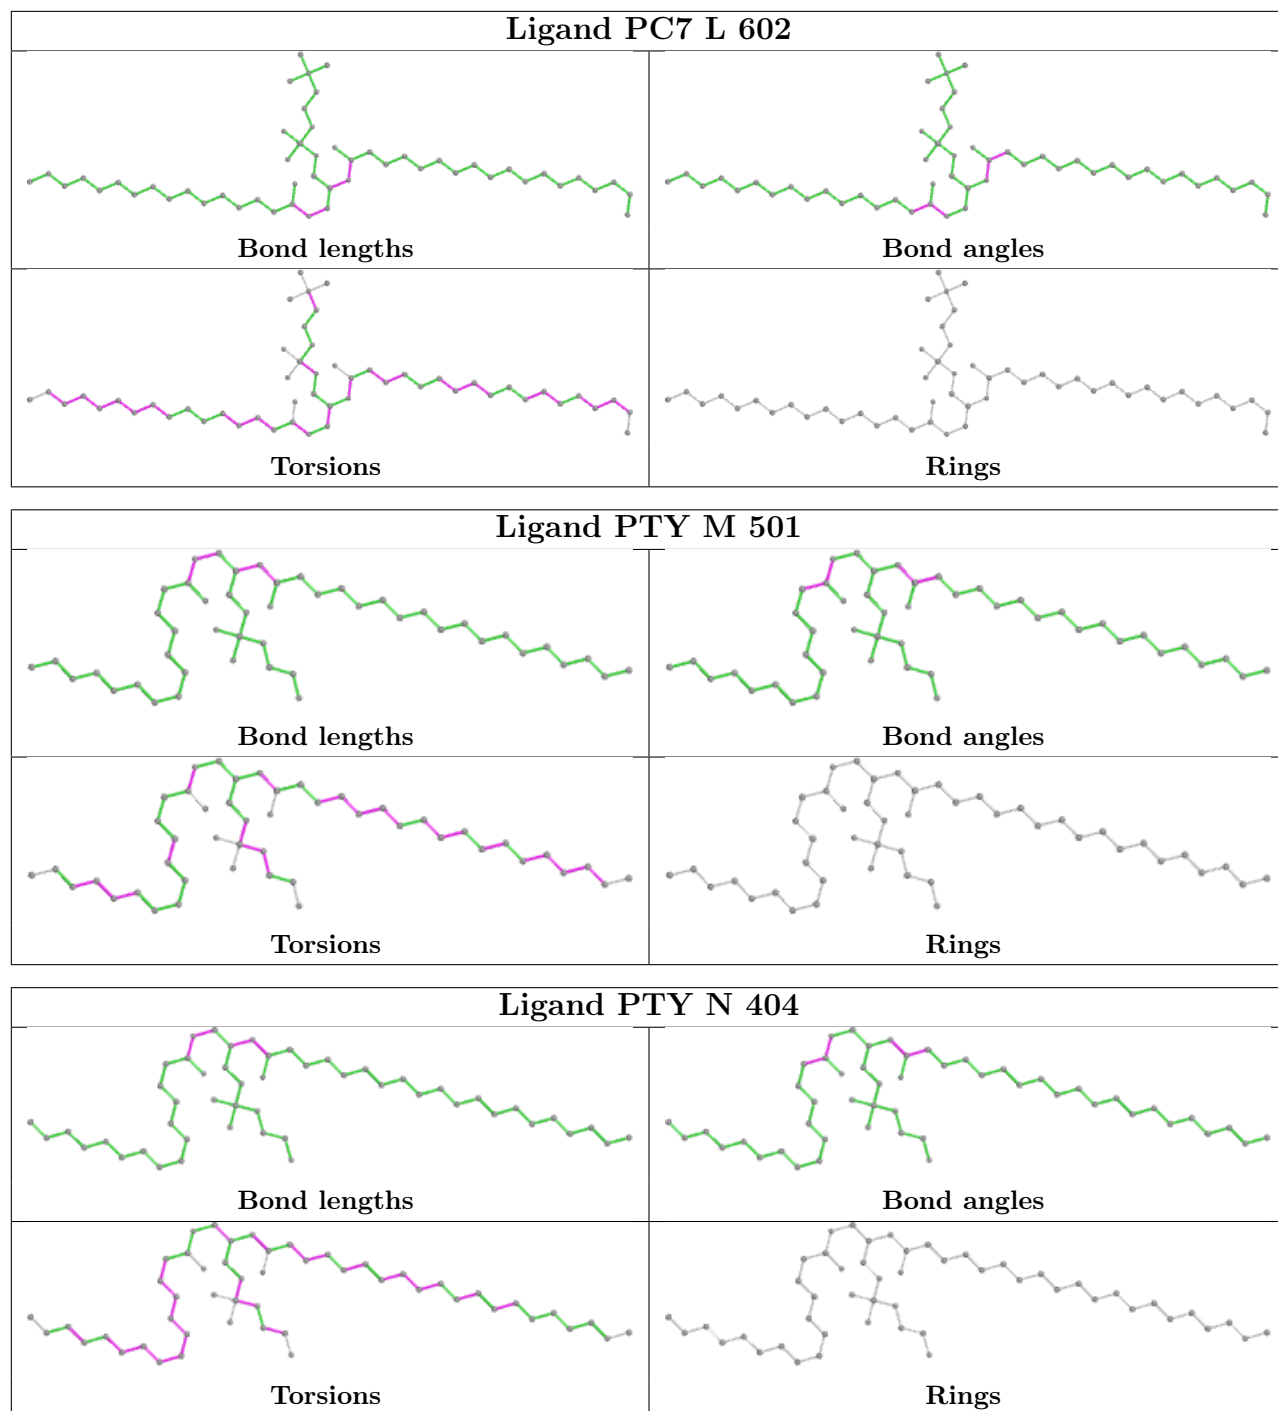 Ligand PC7 L 602
Bond lengths
Bond angles
Torsions
Rings
Ligand PTY M 501
Bond lengths
Bond angles
Torsions
Rings
Ligand PTY N 404
Bond lengths
Bond angles
Torsions
Rings